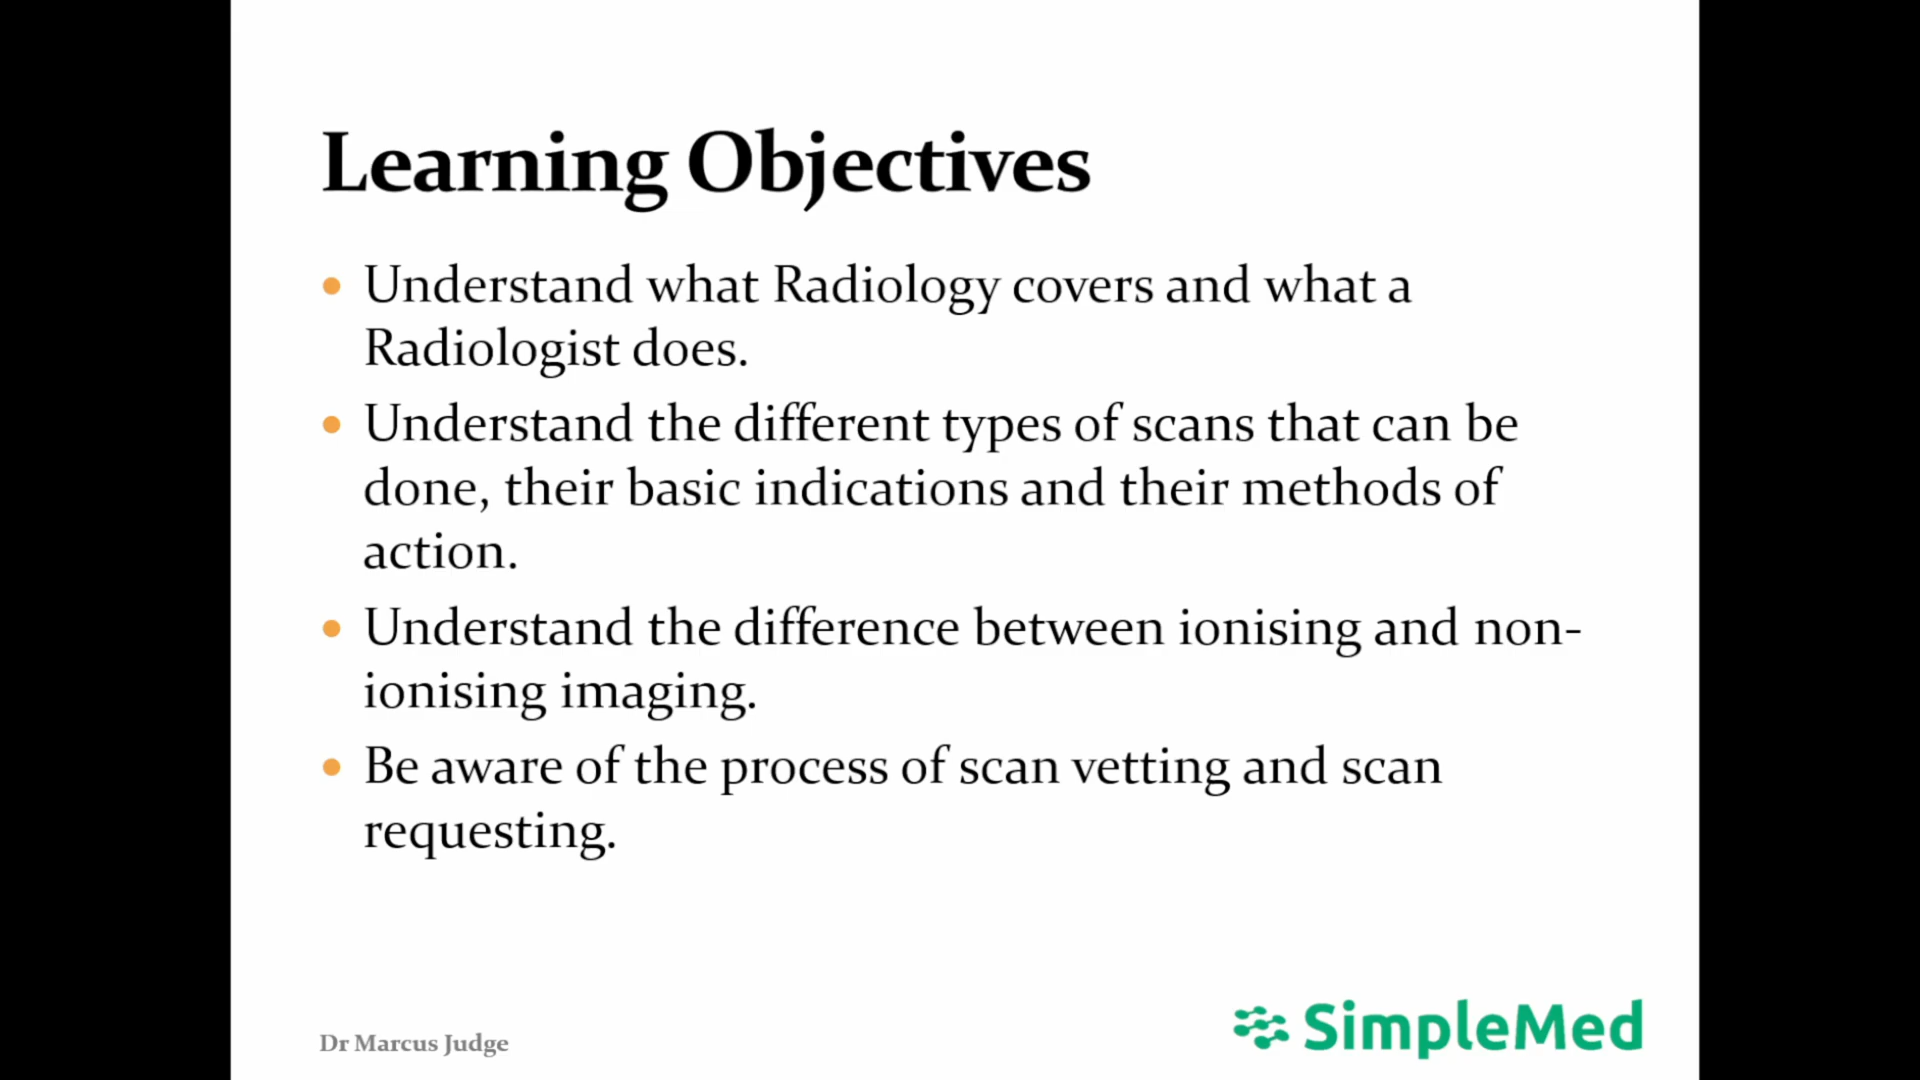 Learning Objectives
• Understand what Radiology covers and what a
Radiologist does.
• Understand the different types of scans that can be
done, their basic indications and their methods of
action.
• Understand the difference between ionising and non-
ionising imaging.
• Be aware of the process of scan vetting and scan
requesting.
Dr Marcus Judge
SimpleMed